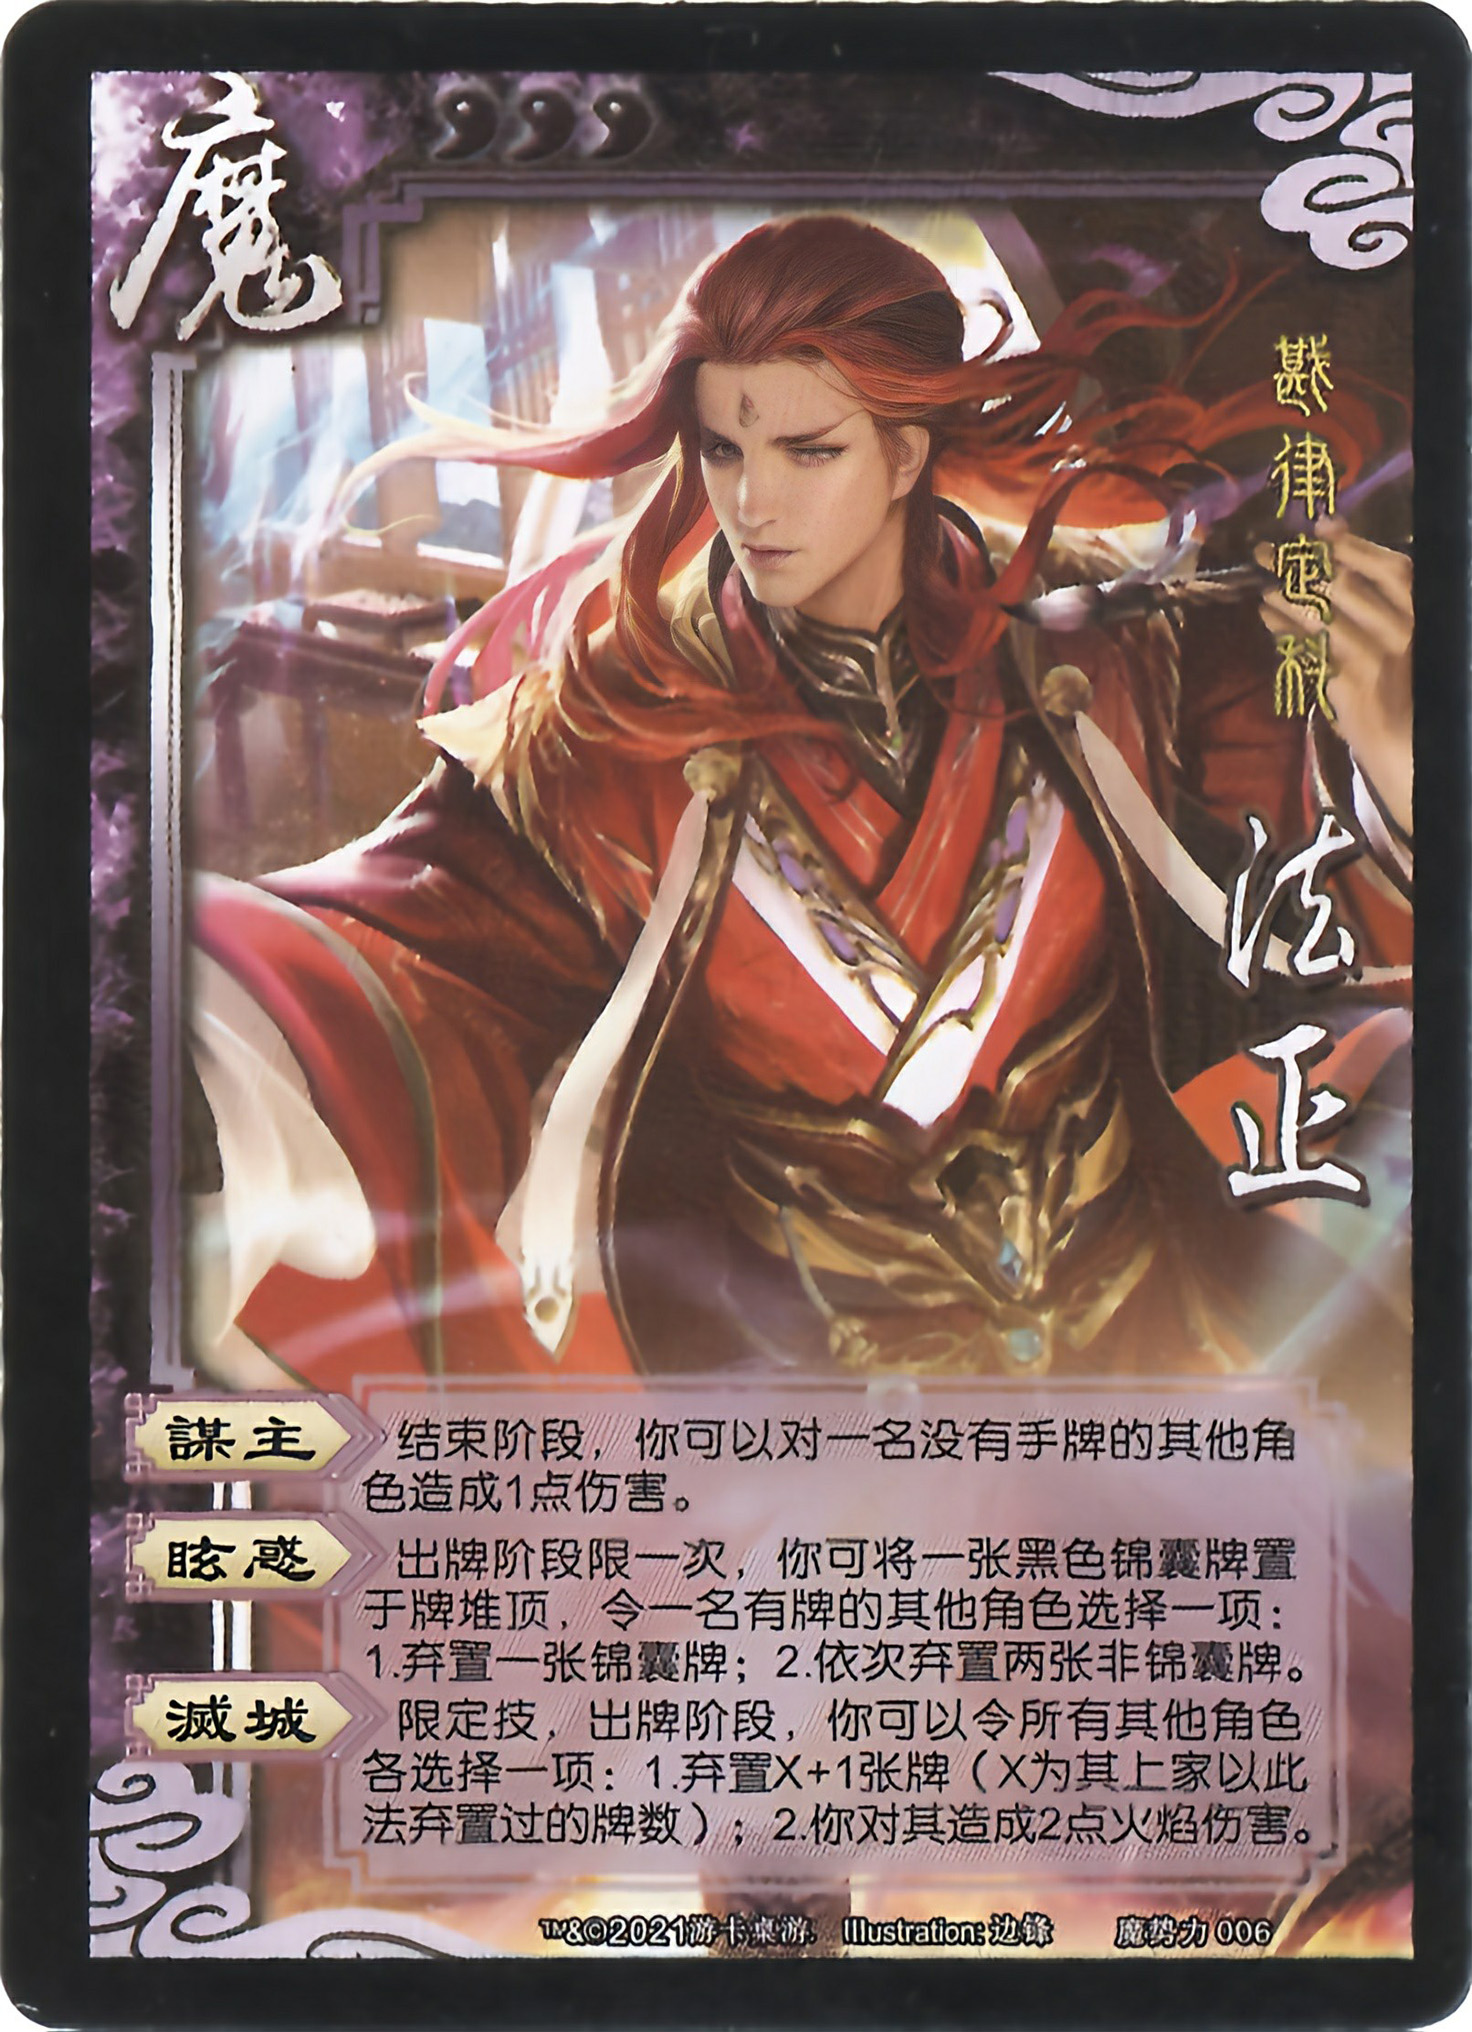 魔
戡律定科
法正
謀主
结束阶段，你可以对一名没有手牌的其他角
色造成1点伤害。
眩惑
出牌阶段限一次，你可将一张黑色锦囊牌置
于牌堆顶，令一名有牌的其他角色选择一项：
1.弃置一张锦囊牌；2.依次弃置两张非锦囊牌。
滅城
限定技，出牌阶段，你可以令所有其他角色
各选择一项：1.弃置X+1张牌（X为其上家以此
法弃置过的牌数）；2.你对其造成2点火焰伤害。
™&©2021游卡桌游. Illustration: 边锋 魔势力 006